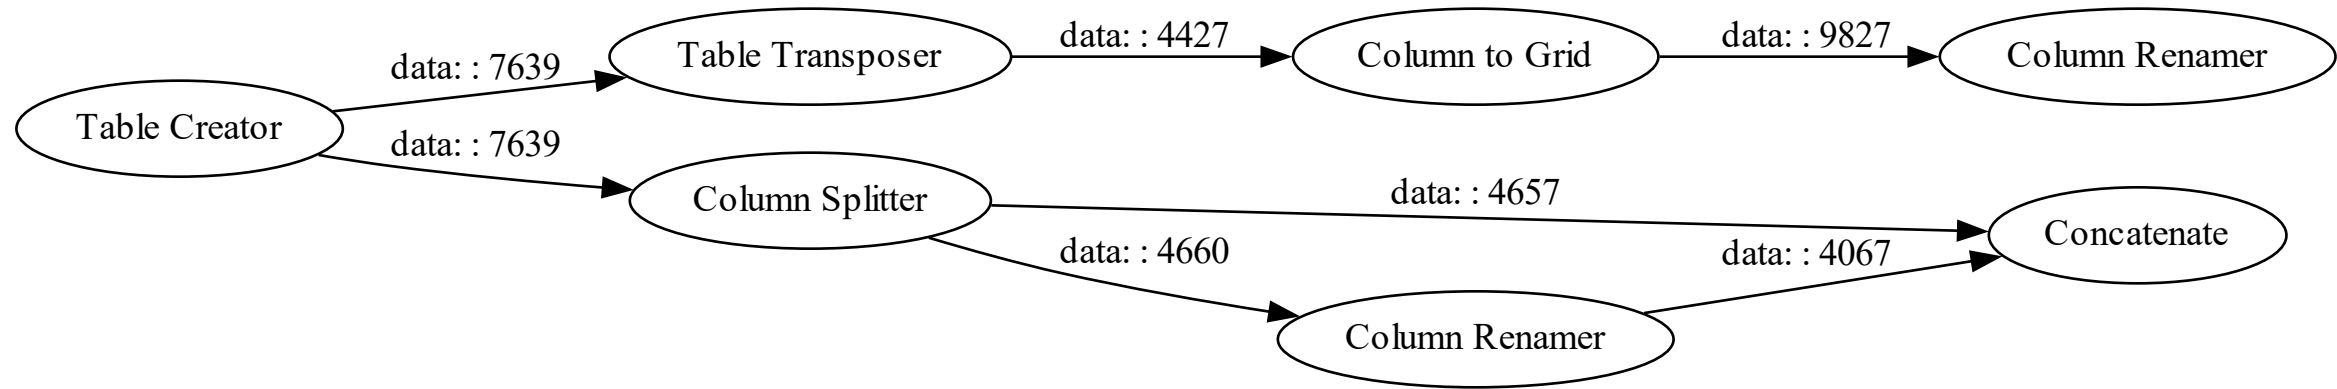 Table Creator
data: : 7639
Table Transposer
data: : 4427
Column to Grid
data: : 9827
Column Renamer
data: : 7639
Column Splitter
data: : 4657
Concatenate
data: : 4660
Column Renamer
data: : 4067